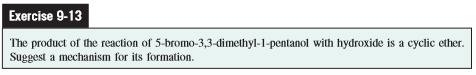 Exercise 9-13
The product of the reaction of 5-bromo-3,3-dimethyl-1-pentanol with hydroxide is a cyclic ether.
Suggest a mechanism for its formation.